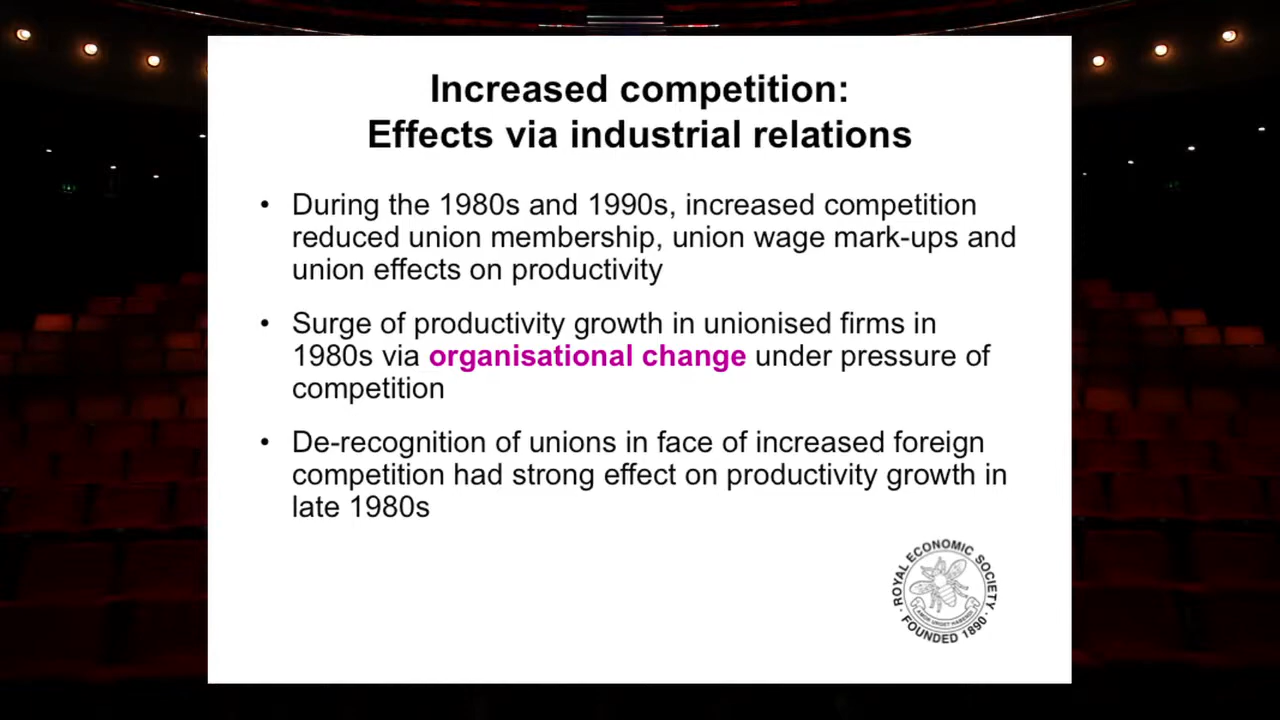 Increased competition:
Effects via industrial relations
• During the 1980s and 1990s, increased competition
reduced union membership, union wage mark-ups and
union effects on productivity
• Surge of productivity growth in unionised firms in
1980s via organisational change under pressure of
competition
• De-recognition of unions in face of increased foreign
competition had strong effect on productivity growth in
late 1980s
ROYAL ECONOMIC SOCIETY
· FOUNDED 1890 ·